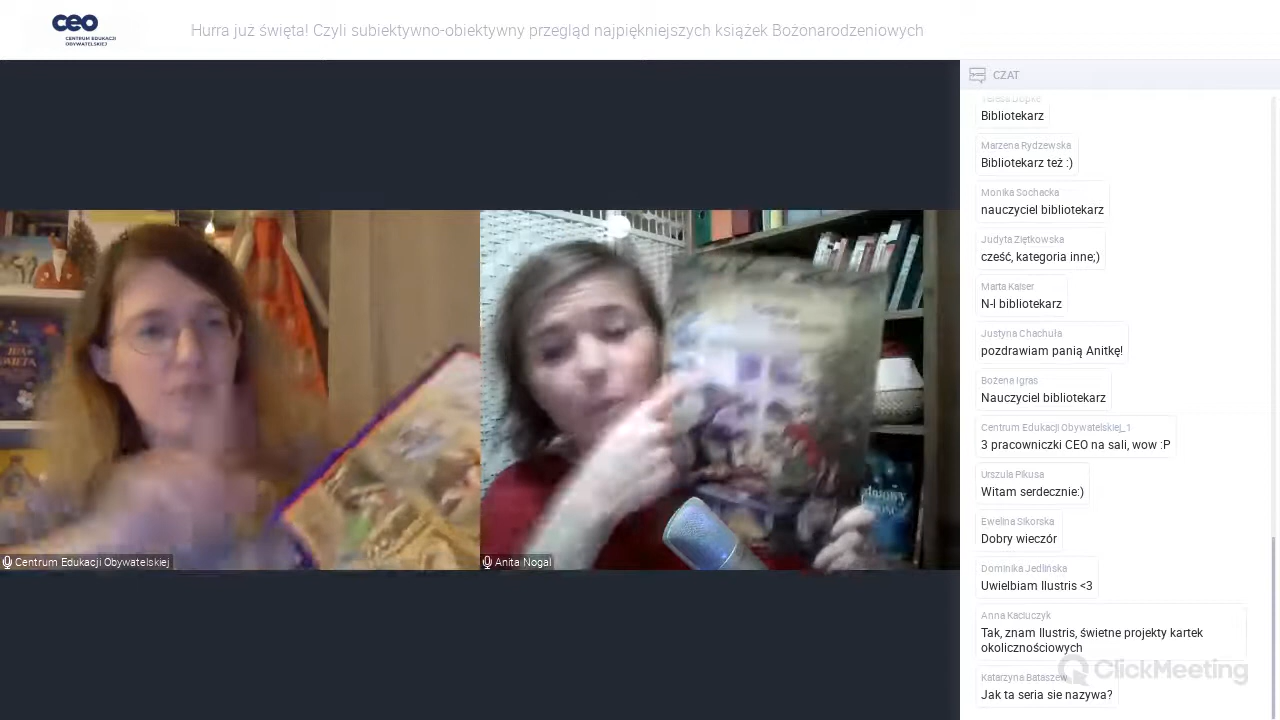 ceo
CENTRUM EDUKACJI
OBYWATELSKIEJ
Hurra już święta! Czyli subiektywno-obiektywny przegląd najpiękniejszych książek Bożonarodzeniowych
CZAT
Bibliotekarz
Marzena Rydzewska
Bibliotekarz też :)
Monika Sochacka
nauczyciel bibliotekarz
Judyta Ziętkowska
cześć, kategoria inne;)
Marta Kaiser
N-l bibliotekarz
Justyna Chachuła
pozdrawiam panią Anitkę!
Bożena Igras
Nauczyciel bibliotekarz
Centrum Edukacji Obywatelskiej_1
3 pracowniczki CEO na sali, wow :P
Urszula Pikusa
Witam serdecznie:)
Ewelina Sikorska
Dobry wieczór
Dominika Jedlińska
Uwielbiam Ilustris <3
Anna Kaciuczyk
Tak, znam Ilustris, świetne projekty kartek
okolicznościowych
Katarzyna Bataszew
Jak ta seria sie nazywa?
ClickMeeting
Centrum Edukacji Obywatelskiej
Anita Nogal